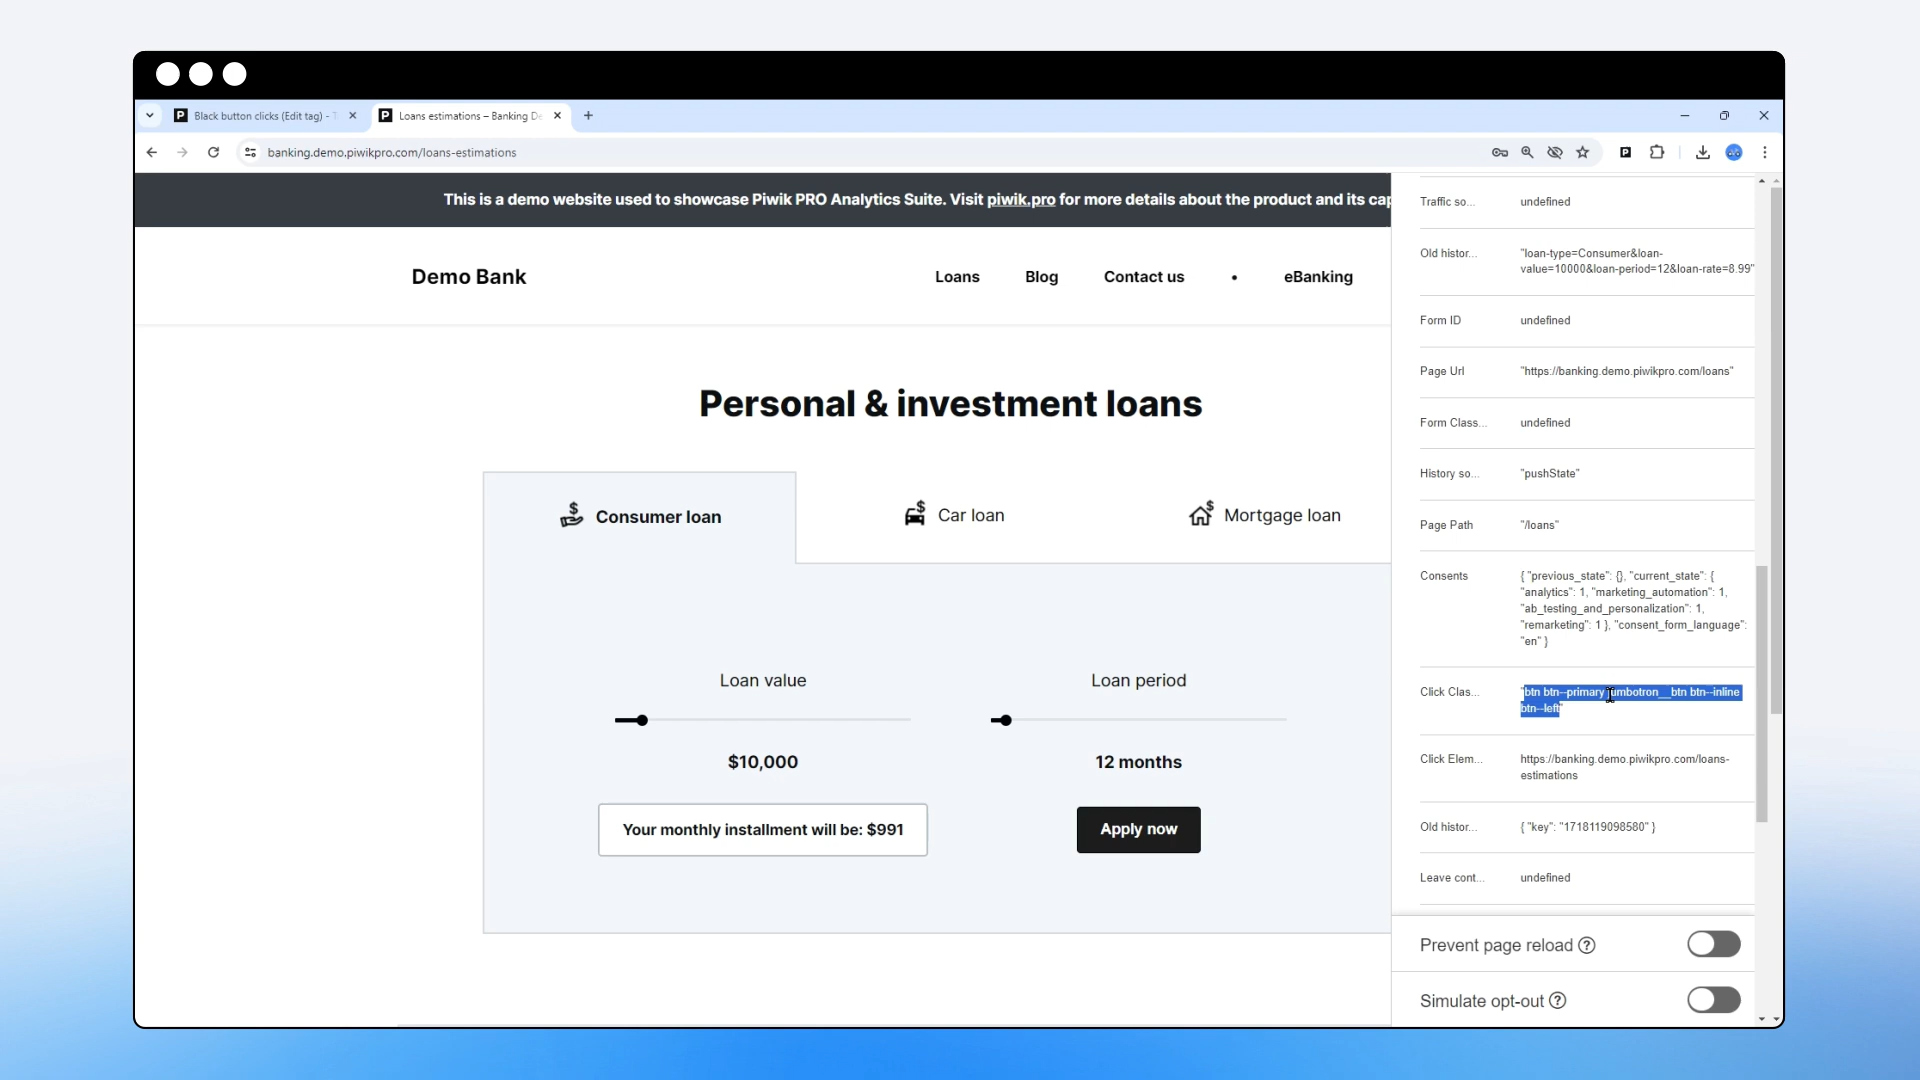 Black button clicks (Edit tag) -
Loans estimations – Banking De
banking.demo.piwikpro.com/loans-estimations
This is a demo website used to showcase Piwik PRO Analytics Suite. Visit piwik.pro for more details about the product and its cap
Demo Bank
Loans
Blog
Contact us
•
eBanking
Personal & investment loans
Consumer loan
Car loan
Mortgage loan
Loan value
Loan period
$10,000
12 months
Your monthly installment will be: $991
Apply now
Traffic so...
undefined
Old histor...
"loan-type=Consumer&loan-
value=10000&loan-period=12&loan-rate=8.99"
Form ID
undefined
Page Url
"https://banking.demo.piwikpro.com/loans"
Form Class...
undefined
History so...
"pushState"
Page Path
"/loans"
Consents
{ "previous_state": {}, "current_state": {
"analytics": 1, "marketing_automation": 1,
"ab_testing_and_personalization": 1,
"remarketing": 1 }, "consent_form_language":
"en" }
Click Clas...
"btn btn--primary jumbotron__btn btn--inline
btn--left"
Click Elem...
https://banking.demo.piwikpro.com/loans-
estimations
Old histor...
{ "key": "1718119098580" }
Leave cont...
undefined
Prevent page reload ?
Simulate opt-out ?